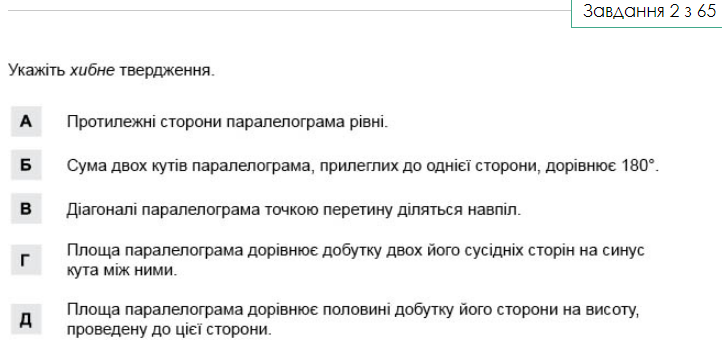 Завдання 2 з 65
Укажіть хибне твердження.
А Протилежні сторони паралелограма рівні.
Б Сума двох кутів паралелограма, прилеглих до однієї сторони, дорівнює 180°.
В Діагоналі паралелограма точкою перетину діляться навпіл.
Г Площа паралелограма дорівнює добутку двох його сусідніх сторін на синус
кута між ними.
Д Площа паралелограма дорівнює половині добутку його сторони на висоту,
проведену до цієї сторони.